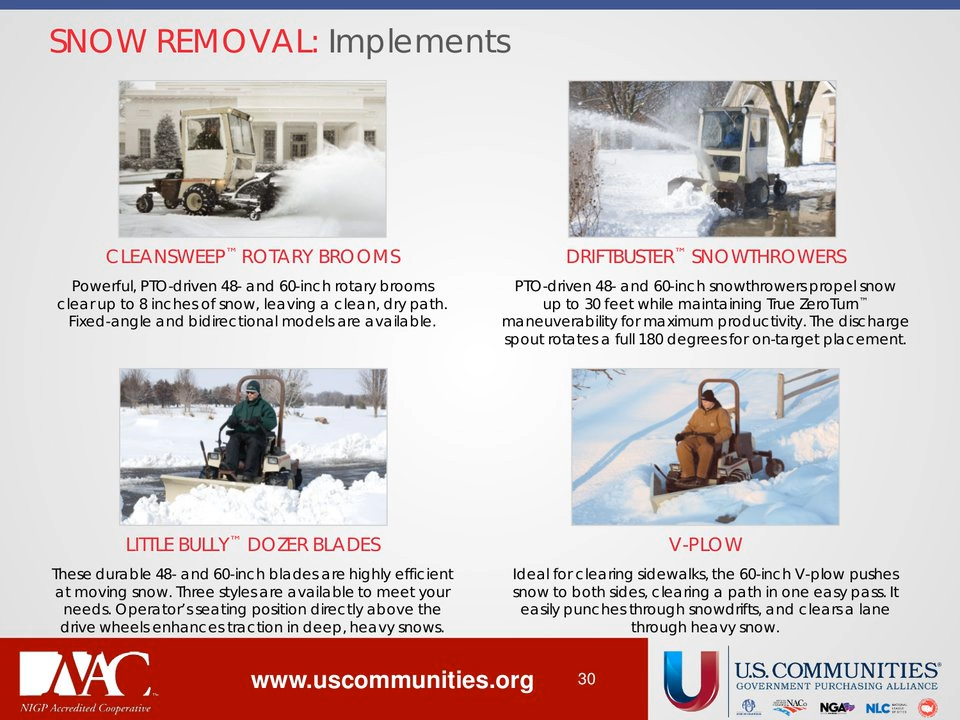 SNOW REMOVAL: Implements
CLEANSWEEP™ ROTARY BROOMS
Powerful, PTO-driven 48- and 60-inch rotary brooms
clear up to 8 inches of snow, leaving a clean, dry path.
Fixed-angle and bidirectional models are available.
DRIFTBUSTER™ SNOWTHROWERS
PTO-driven 48- and 60-inch snowthrowers propel snow
up to 30 feet while maintaining True ZeroTurn™
maneuverability for maximum productivity. The discharge
spout rotates a full 180 degrees for on-target placement.
LITTLE BULLY™ DOZER BLADES
These durable 48- and 60-inch blades are highly efficient
at moving snow. Three styles are available to meet your
needs. Operator's seating position directly above the
drive wheels enhances traction in deep, heavy snows.
V-PLOW
Ideal for clearing sidewalks, the 60-inch V-plow pushes
snow to both sides, clearing a path in one easy pass. It
easily punches through snowdrifts, and clears a lane
through heavy snow.
NAC™
NIGP Accredited Cooperative
www.uscommunities.org
30
U.S. COMMUNITIES®
GOVERNMENT PURCHASING ALLIANCE
NACo
NGA
NLC